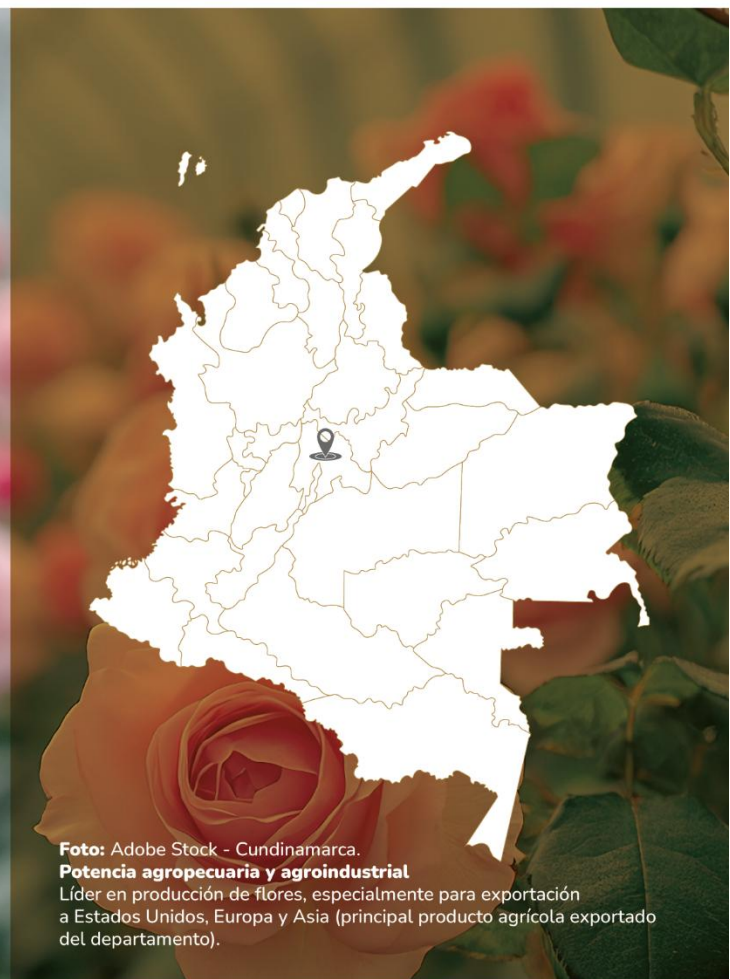 Foto: Adobe Stock - Cundinamarca.
Potencia agropecuaria y agroindustrial
Líder en producción de flores, especialmente para exportación
a Estados Unidos, Europa y Asia (principal producto agrícola exportado
del departamento).